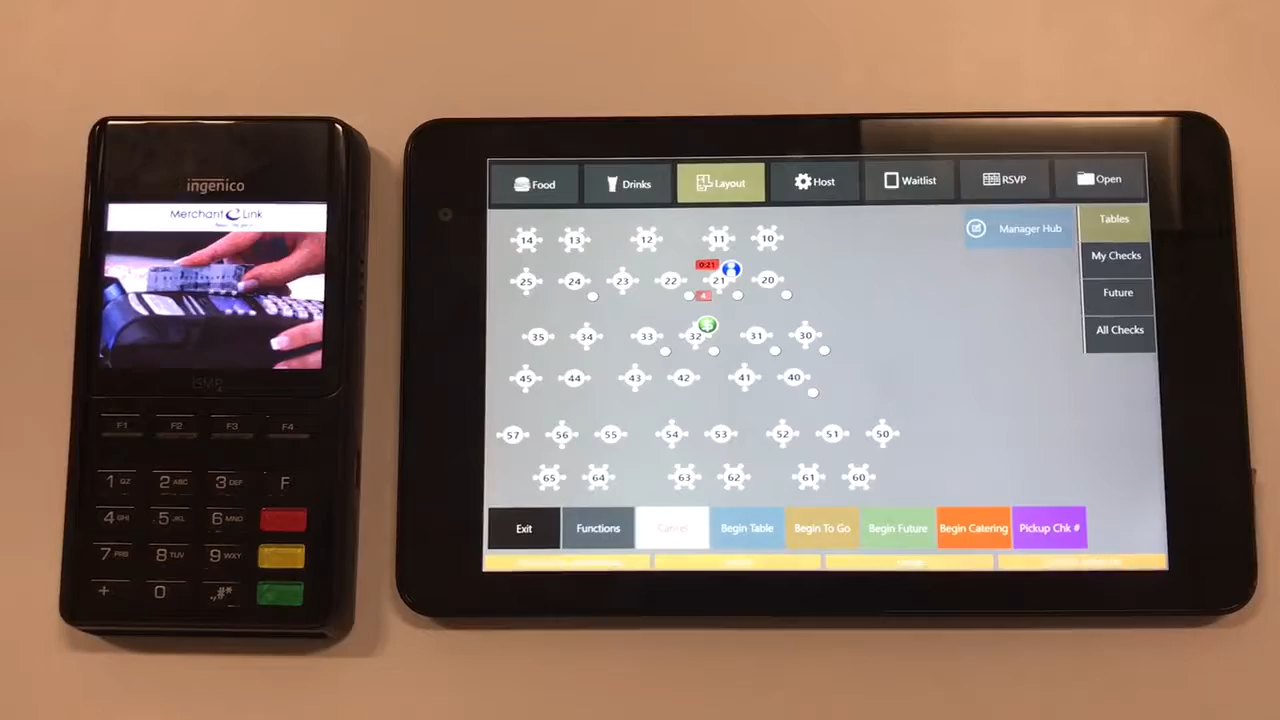 ingenico
Merchant Link
iSMP
F1 F2 F3 F4
1 QZ 2 ABC 3 DEF F
4 GHI 5 JKL 6 MNO
7 PRS 8 TUV 9 WXY
+ 0 .,#*
Food Drinks Layout Host Waitlist RSVP Open
Manager Hub
Tables
My Checks
Future
All Checks
14 13 12 11 10
0:21
25 24 23 22 21 20
4
35 34 33 32 31 30
45 44 43 42 41 40
57 56 55 54 53 52 51 50
65 64 63 62 61 60
Exit Functions Cancel Begin Table Begin To Go Begin Future Begin Catering Pickup Chk #